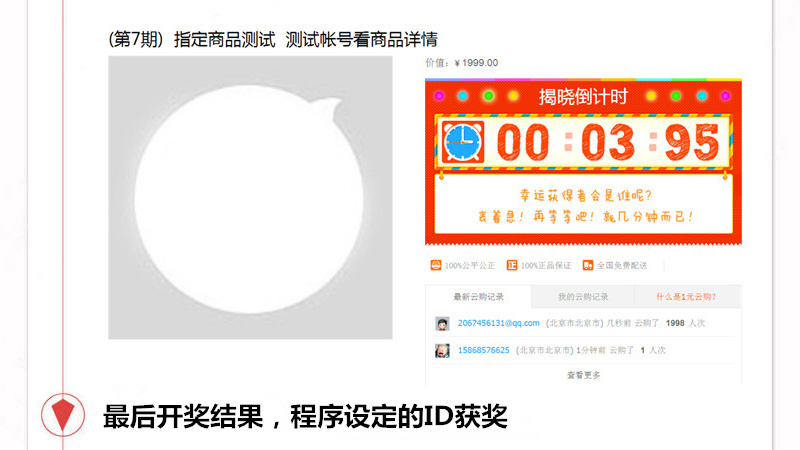 (第7期) 指定商品测试 测试帐号看商品详情
价值：¥ 1999.00
揭晓倒计时
00:03:95
幸运获得者会是谁呢？
表着急！再等等吧！就几分钟而已！
100%公平公正 100%正品保证 全国免费配送
最新云购记录 我的云购记录 什么是1元云购？
2067456131@qq.com (北京市北京市) 几秒前 云购了 1998 人次
15868576625 (北京市北京市) 1分钟前 云购了 1 人次
查看更多
最后开奖结果，程序设定的ID获奖